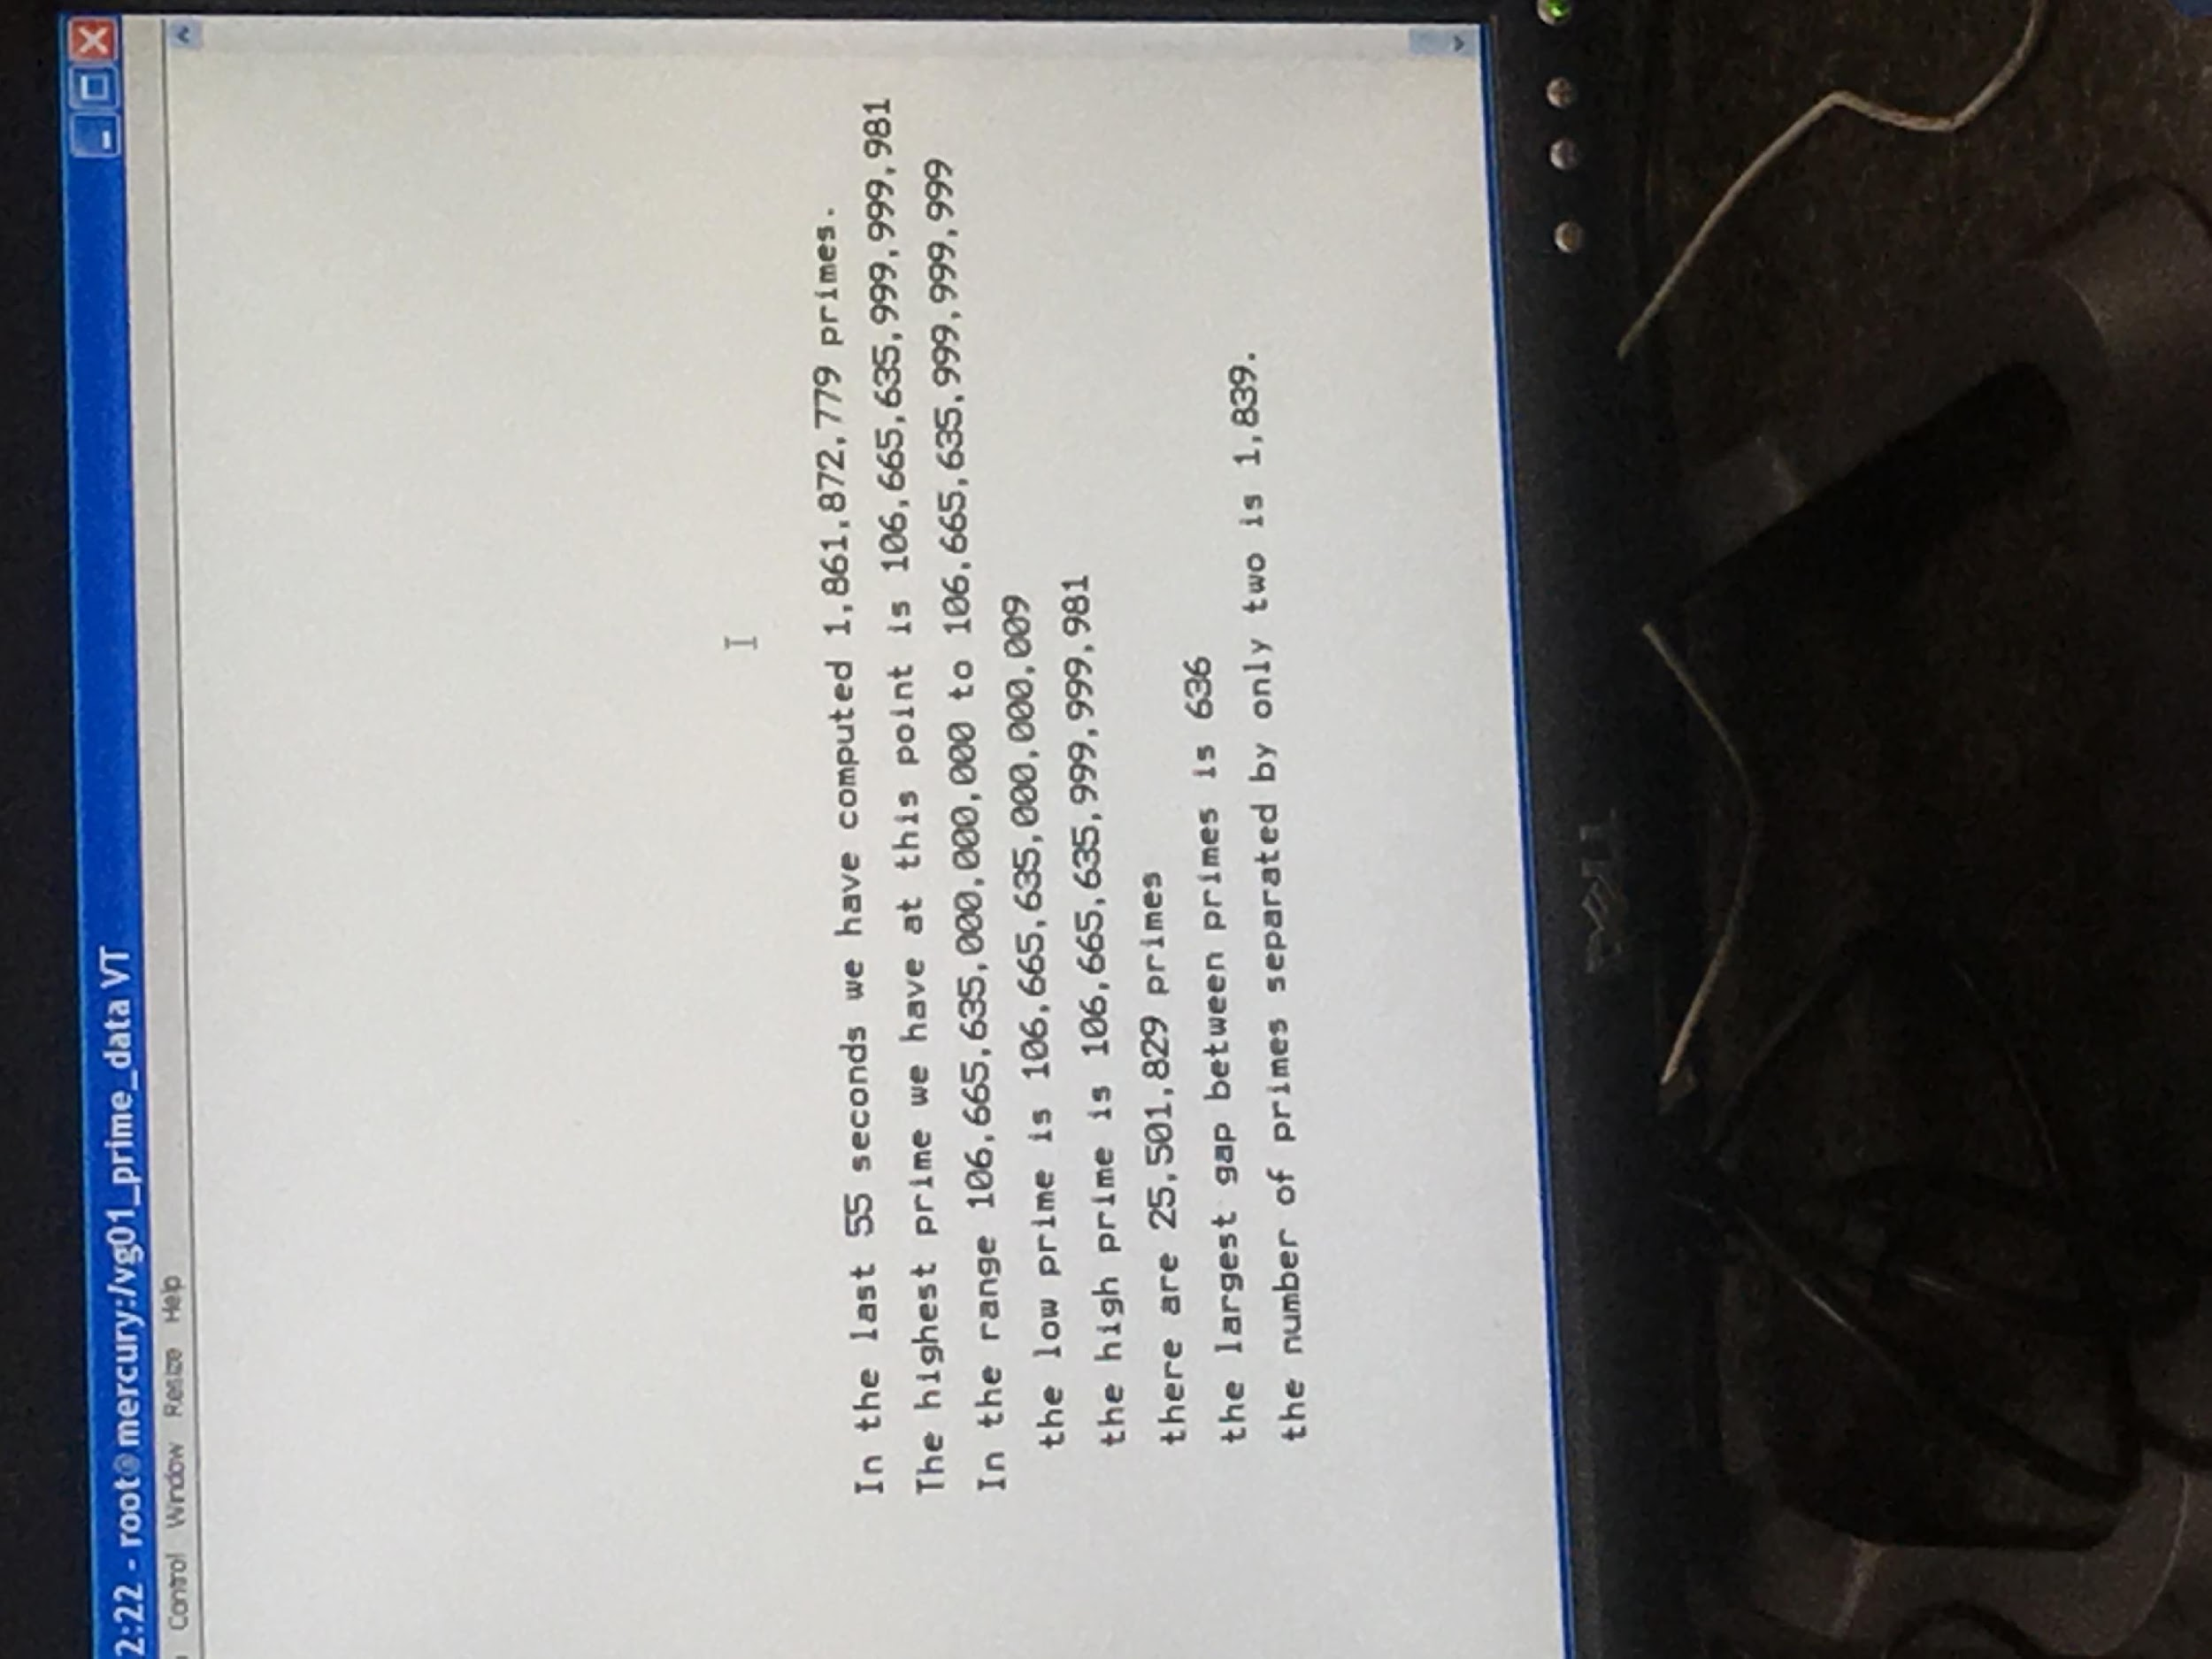 2:22 - root@mercury:/vg01_prime_data VT
Control Window Resize Help
In the last 55 seconds we have computed 1,861,872,779 primes.
The highest prime we have at this point is 106,665,635,999,999,981
In the range 106,665,635,000,000,000 to 106,665,635,999,999,999
the low prime is 106,665,635,000,000,009
the high prime is 106,665,635,999,999,981
there are 25,501,829 primes
the largest gap between primes is 636
the number of primes separated by only two is 1,839.
DELL